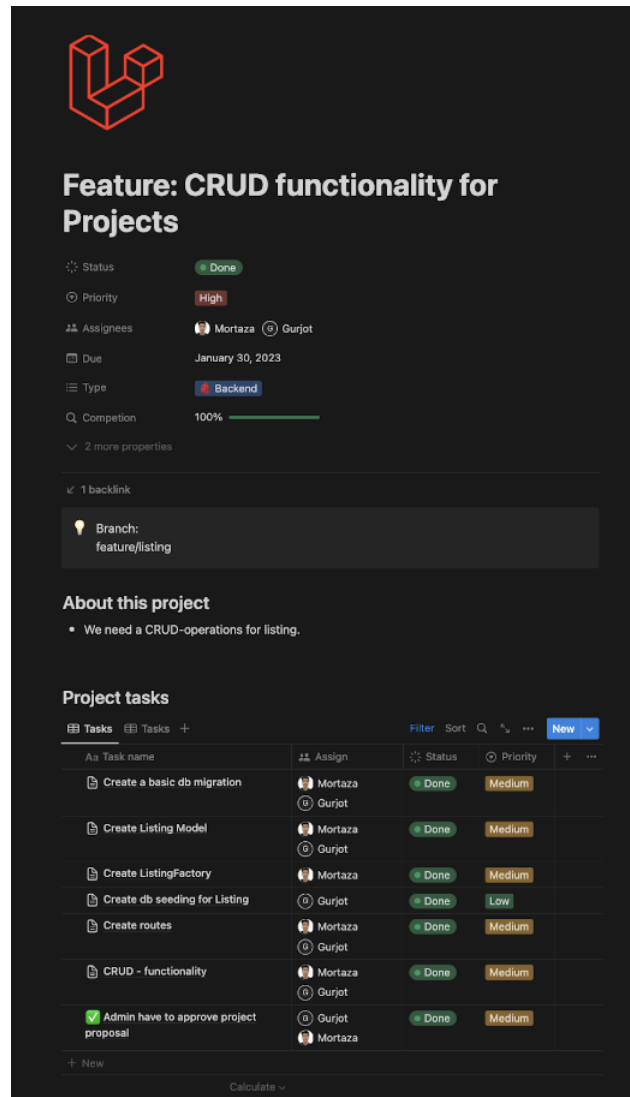 Feature: CRUD functionality for
Projects
Status Done
Priority High
Assignees Mortaza G Gurjot
Due January 30, 2023
Type Backend
Competion 100%
2 more properties
1 backlink
Branch:
feature/listing
About this project
• We need a CRUD-operations for listing.
Project tasks
Tasks Tasks + Filter Sort ••• New
Aa Task name Assign Status Priority + •••
Create a basic db migration Mortaza Done Medium
G Gurjot
Create Listing Model Mortaza Done Medium
G Gurjot
Create ListingFactory Mortaza Done Medium
Create db seeding for Listing G Gurjot Done Low
Create routes Mortaza Done Medium
G Gurjot
CRUD - functionality Mortaza Done Medium
G Gurjot
✅ Admin have to approve project G Gurjot Done Medium
proposal Mortaza
+ New
Calculate